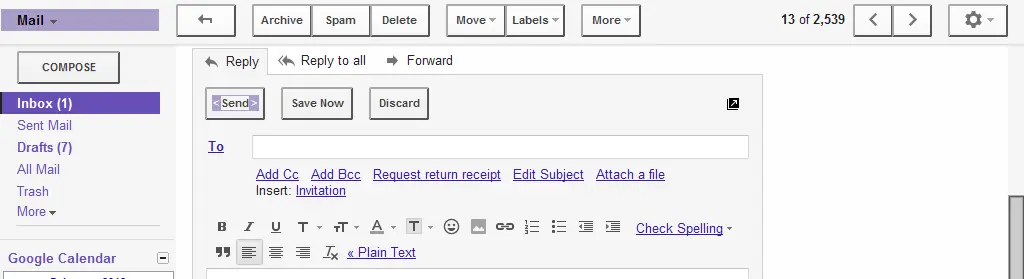 Mail
Archive Spam Delete Move Labels More 13 of 2,539
COMPOSE
Inbox (1)
Sent Mail
Drafts (7)
All Mail
Trash
More
Google Calendar
Reply Reply to all Forward
<Send> Save Now Discard
To
Add Cc Add Bcc Request return receipt Edit Subject Attach a file
Insert: Invitation
B I U T tT A T Check Spelling
Tx « Plain Text